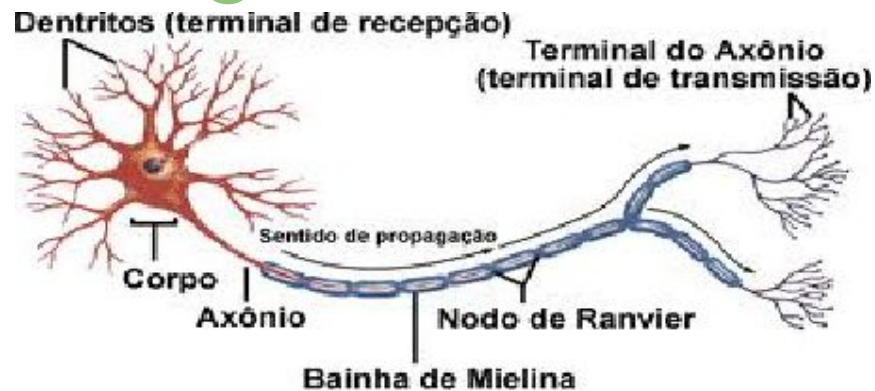 Dentritos (terminal de recepção)
Terminal do Axônio
(terminal de transmissão)
Sentido de propagação
Corpo
Axônio
Nodo de Ranvier
Bainha de Mielina